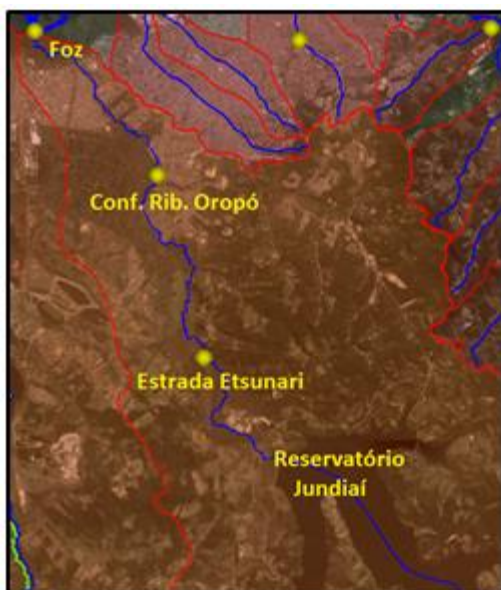 Foz
Conf. Rib. Oropó
Estrada Etsunari
Reservatório
Jundiaí